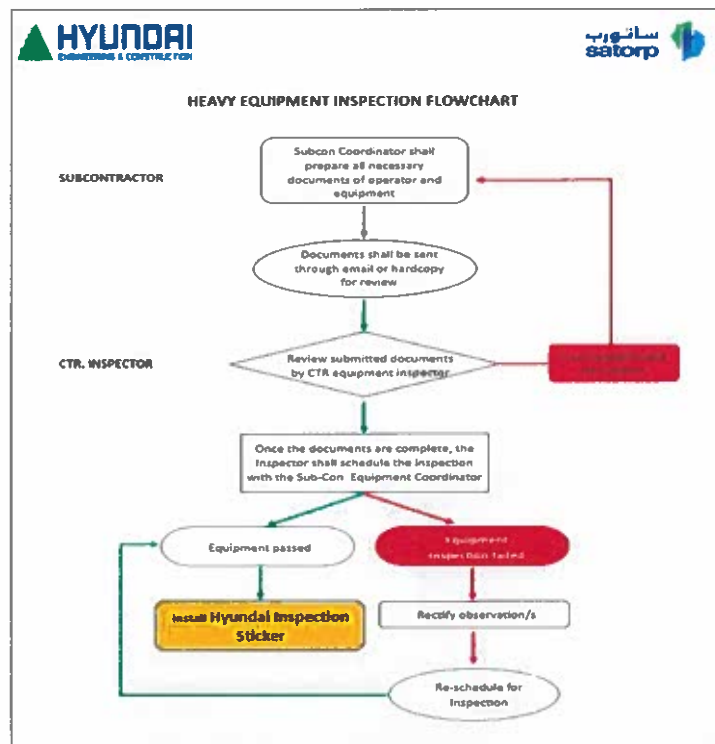 HYUNDAI
ENGINEERING & CONSTRUCTION
ساتورب
satorp
HEAVY EQUIPMENT INSPECTION FLOWCHART
SUBCONTRACTOR
Subcon Coordinator shall
prepare all necessary
documents of operator and
equipment
Documents shall be sent
through email or hardcopy
for review
CTR. INSPECTOR
Review submitted documents
by CTR equipment inspector
Once the documents are complete, the
Inspector shall schedule the inspection
with the Sub-Con Equipment Coordinator
Equipment passed
Equipment
Inspection failed
Install Hyundai Inspection
Sticker
Rectify observation/s
Re-schedule for
Inspection